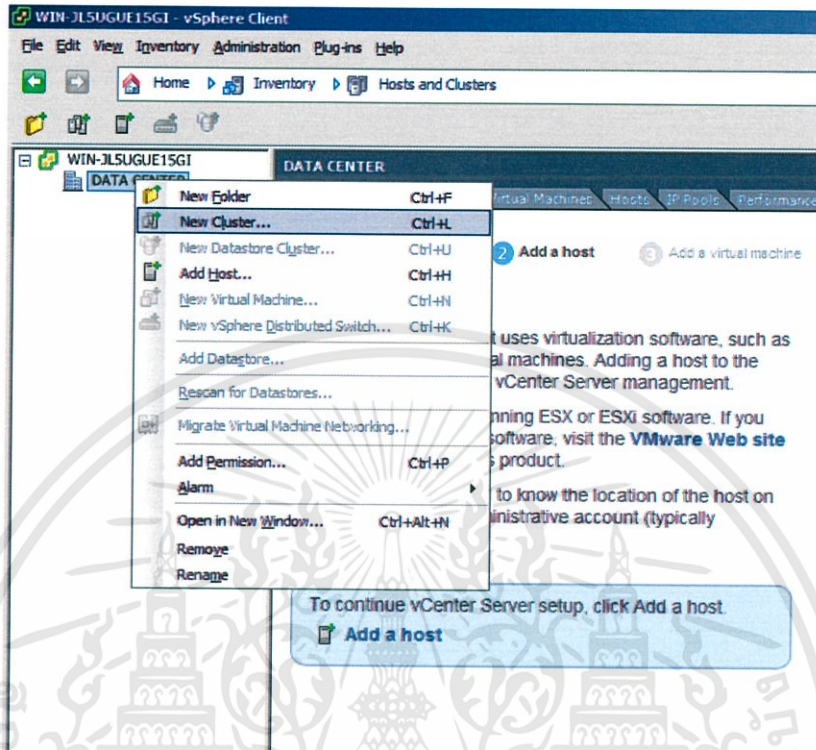 WIN-JL5UGUE15GI - vSphere Client
File Edit View Inventory Administration Plug-ins Help
Home Inventory Hosts and Clusters
WIN-JL5UGUE15GI
DATA CENTER
DATA CENTER
Virtual Machines Hosts IP Pools Performance
New Folder Ctrl+F
New Cluster... Ctrl+L
New Datastore Cluster... Ctrl+U
Add Host... Ctrl+H
New Virtual Machine... Ctrl+N
New vSphere Distributed Switch... Ctrl+K
Add Datastore...
Rescan for Datastores...
Migrate Virtual Machine Networking...
Add Permission... Ctrl+P
Alarm
Open in New Window... Ctrl+Alt+N
Remove
Rename
2 Add a host 3 Add a virtual machine
t uses virtualization software, such as
al machines. Adding a host to the
vCenter Server management.
nning ESX or ESXi software. If you
software, visit the VMware Web site
s product.
to know the location of the host on
ministrative account (typically
To continue vCenter Server setup, click Add a host.
Add a host